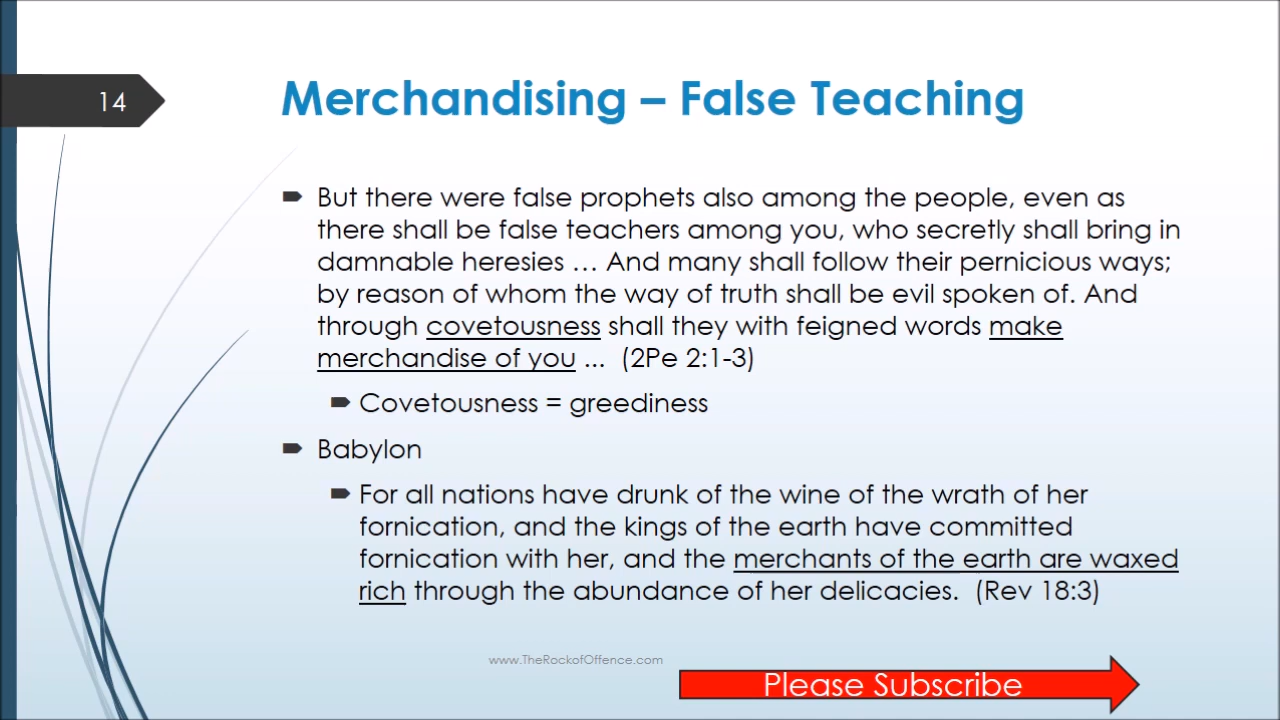 14
Merchandising – False Teaching
But there were false prophets also among the people, even as
there shall be false teachers among you, who secretly shall bring in
damnable heresies … And many shall follow their pernicious ways;
by reason of whom the way of truth shall be evil spoken of. And
through covetousness shall they with feigned words make
merchandise of you ... (2Pe 2:1-3)
Covetousness = greediness
Babylon
For all nations have drunk of the wine of the wrath of her
fornication, and the kings of the earth have committed
fornication with her, and the merchants of the earth are waxed
rich through the abundance of her delicacies. (Rev 18:3)
www.TheRockofOffence.com
Please Subscribe